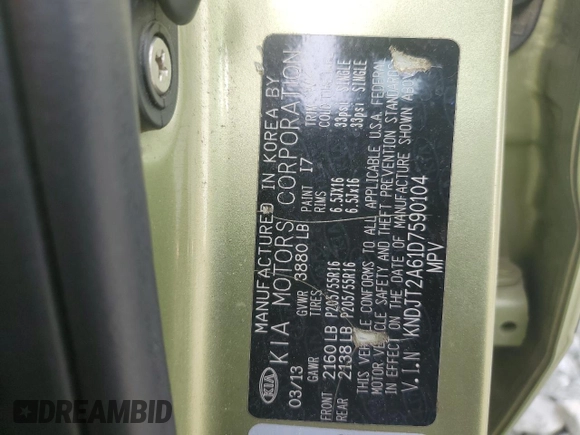 MANUFACTURED IN KOREA BY
KIA KIA MOTORS CORPORATION
03/13 GVWR 3880 LB PAINT I7 TRIM
GAWR TIRES RIMS COLD
FRONT 2160 LB P205/55R16 6.5JX16 33psi SINGLE
REAR 2138 LB P205/55R16 6.5JX16 33psi SINGLE
THIS VEHICLE CONFORMS TO ALL APPLICABLE U.S.A. FEDERAL
MOTOR VEHICLE SAFETY AND THEFT PREVENTION STANDARDS
IN EFFECT ON THE DATE OF MANUFACTURE SHOWN ABOVE
V.I.N KNDJT2A61D7590104
MPV
DREAMBID